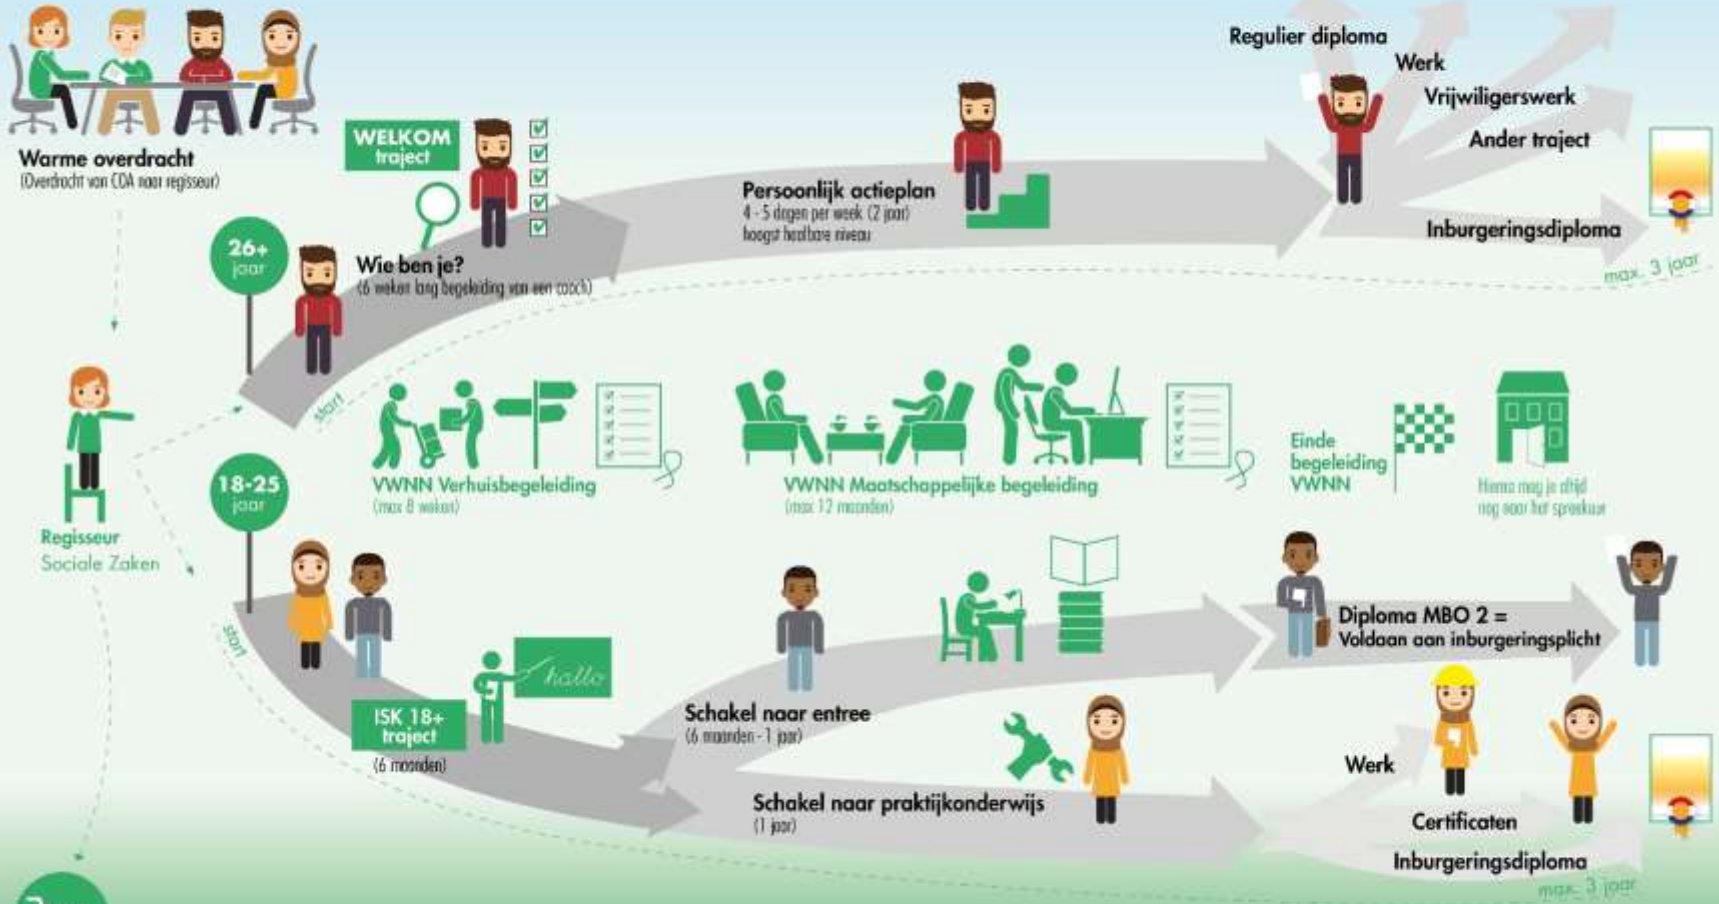 Warme overdracht
(Overdracht van COA naar regisseur)
WELKOM
traject
26+
jaar
Wie ben je?
(6 weken lang begeleiding van een coach)
start
Persoonlijk actieplan
4 - 5 dagen per week (2 jaar)
hoogst haalbare niveau
Regulier diploma
Werk
Vrijwiligerswerk
Ander traject
Inburgeringsdiploma
max. 3 jaar
Regisseur
Sociale Zaken
VWNN Verhuisbegeleiding
(max 8 weken)
VWNN Maatschappelijke begeleiding
(max 12 maanden)
Einde
begeleiding
VWNN
Hierna mag je altijd
nog naar het spreekuur
18-25
jaar
start
ISK 18+
traject
(6 maanden)
hallo
Schakel naar entree
(6 maanden - 1 jaar)
Diploma MBO 2 =
Voldaan aan inburgeringsplicht
Schakel naar praktijkonderwijs
(1 jaar)
Werk
Certificaten
Inburgeringsdiploma
max. 3 jaar